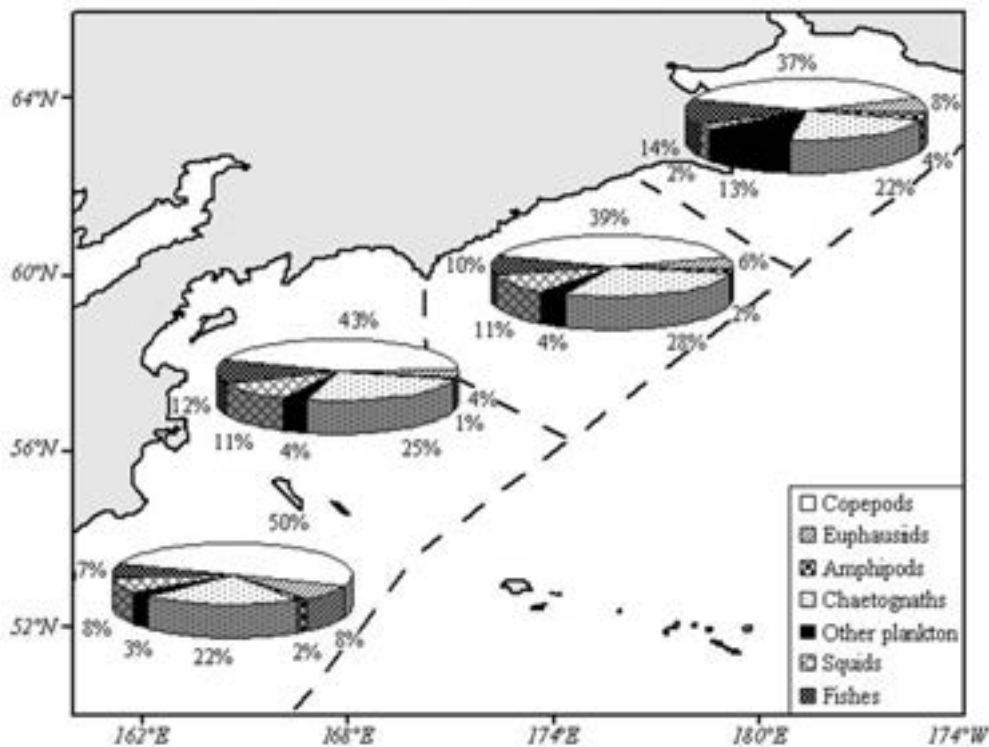 64°N
60°N
56°N
52°N
37%
8%
4%
22%
13%
2%
14%
39%
6%
2%
28%
4%
11%
10%
43%
4%
1%
25%
4%
11%
12%
50%
8%
2%
22%
3%
8%
7%
Copepods
Euphausids
Amphipods
Chaetognaths
Other plankton
Squids
Fishes
162°E
168°E
174°E
180°E
174°W